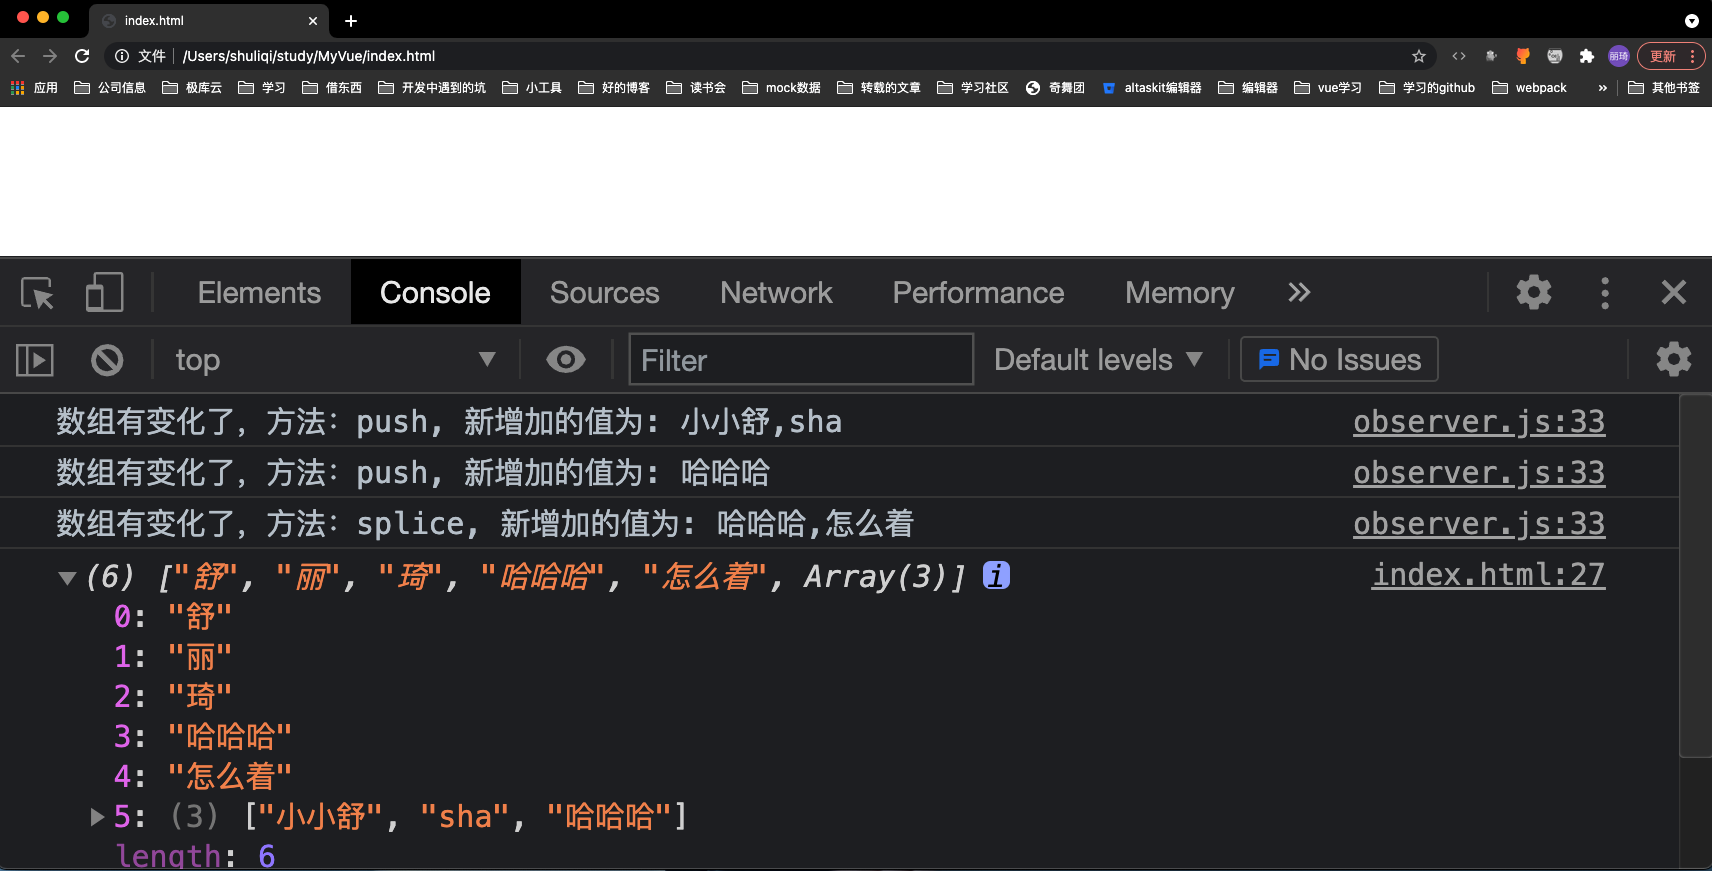 index.html
文件 /Users/shuliqi/study/MyVue/index.html 丽琦 更新
应用 公司信息 极库云 学习 借东西 开发中遇到的坑 小工具 好的博客 读书会 mock数据 转载的文章 学习社区 奇舞团 altaskit编辑器 编辑器 vue学习 学习的github webpack » 其他书签
Elements Console Sources Network Performance Memory »
top Filter Default levels No Issues
数组有变化了，方法：push, 新增加的值为: 小小舒,sha observer.js:33
数组有变化了，方法：push, 新增加的值为: 哈哈哈 observer.js:33
数组有变化了，方法：splice, 新增加的值为: 哈哈哈,怎么着 observer.js:33
(6) ["舒", "丽", "琦", "哈哈哈", "怎么着", Array(3)] i index.html:27
0: "舒"
1: "丽"
2: "琦"
3: "哈哈哈"
4: "怎么着"
5: (3) ["小小舒", "sha", "哈哈哈"]
length: 6